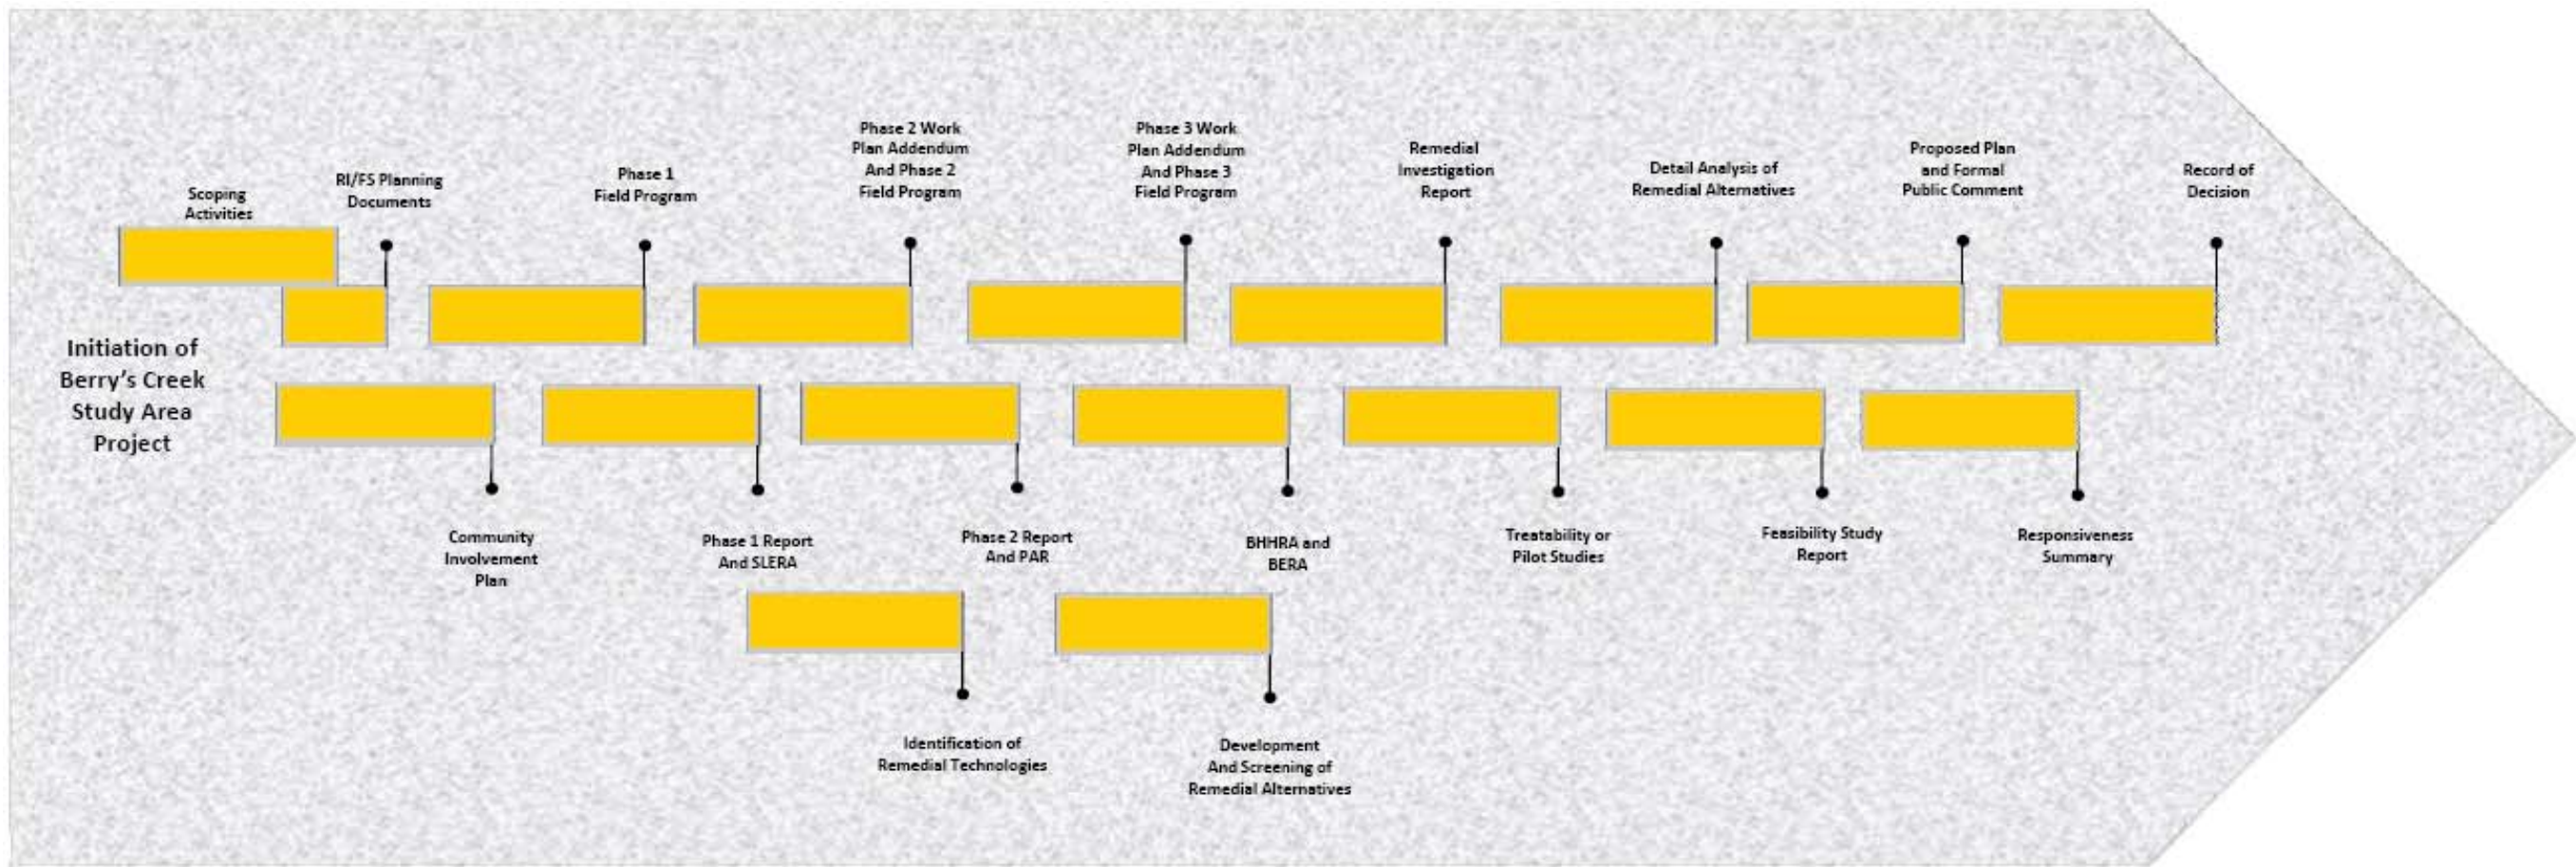 Scoping
Activities
RI/FS Planning
Documents
Phase 1
Field Program
Phase 2 Work
Plan Addendum
And Phase 2
Field Program
Phase 3 Work
Plan Addendum
And Phase 3
Field Program
Remedial
Investigation
Report
Detail Analysis of
Remedial Alternatives
Proposed Plan
and Formal
Public Comment
Record of
Decision
Initiation of
Berry's Creek
Study Area
Project
Community
Involvement
Plan
Phase 1 Report
And SLERA
Phase 2 Report
And PAR
BHHRA and
BERA
Treatability or
Pilot Studies
Feasibility Study
Report
Responsiveness
Summary
Identification of
Remedial Technologies
Development
And Screening of
Remedial Alternatives